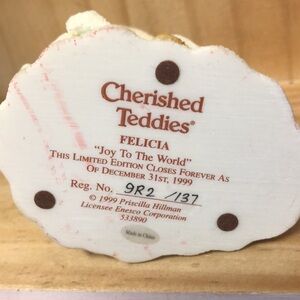 Cherished
Teddies®
FELICIA
"Joy To The World"
THIS LIMITED EDITION CLOSES FOREVER AS
OF DECEMBER 31ST, 1999
Reg. No. 9R2 /137
© 1999 Priscilla Hillman
Licensee Enesco Corporation
533890
Made in China